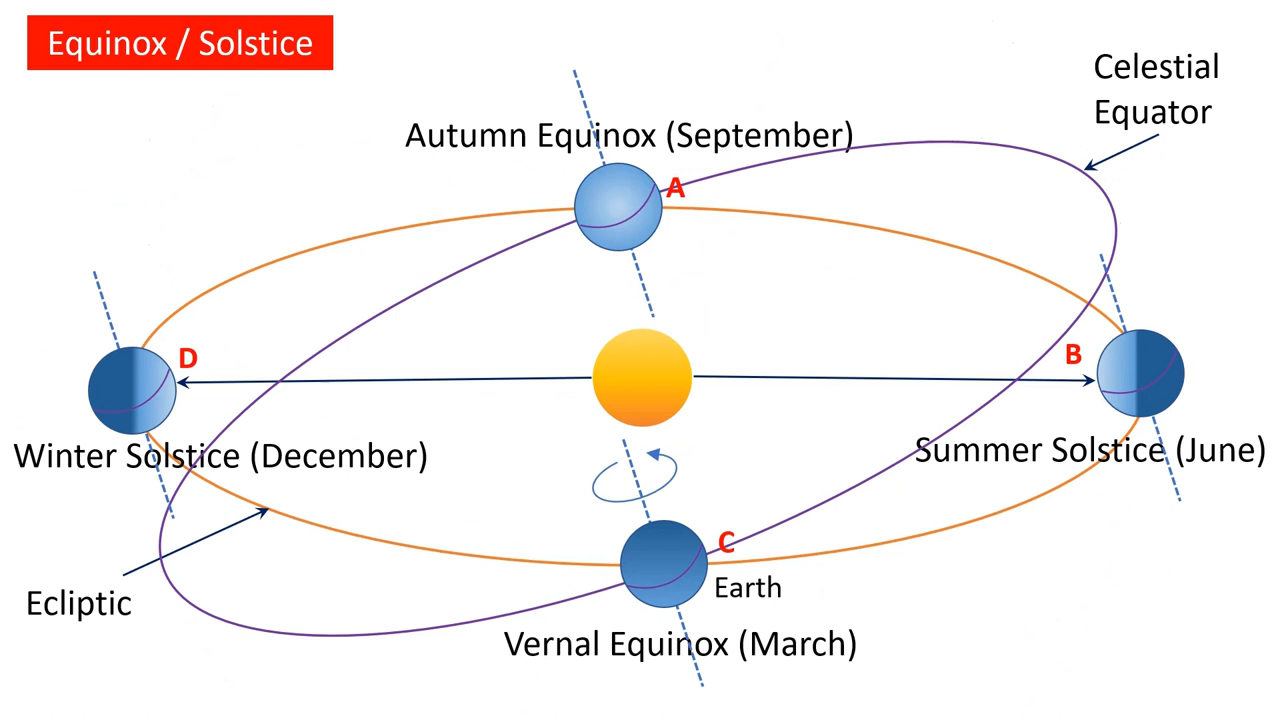 Equinox / Solstice
Celestial
Equator
Autumn Equinox (September)
A
B
D
Winter Solstice (December)
Summer Solstice (June)
C
Earth
Ecliptic
Vernal Equinox (March)